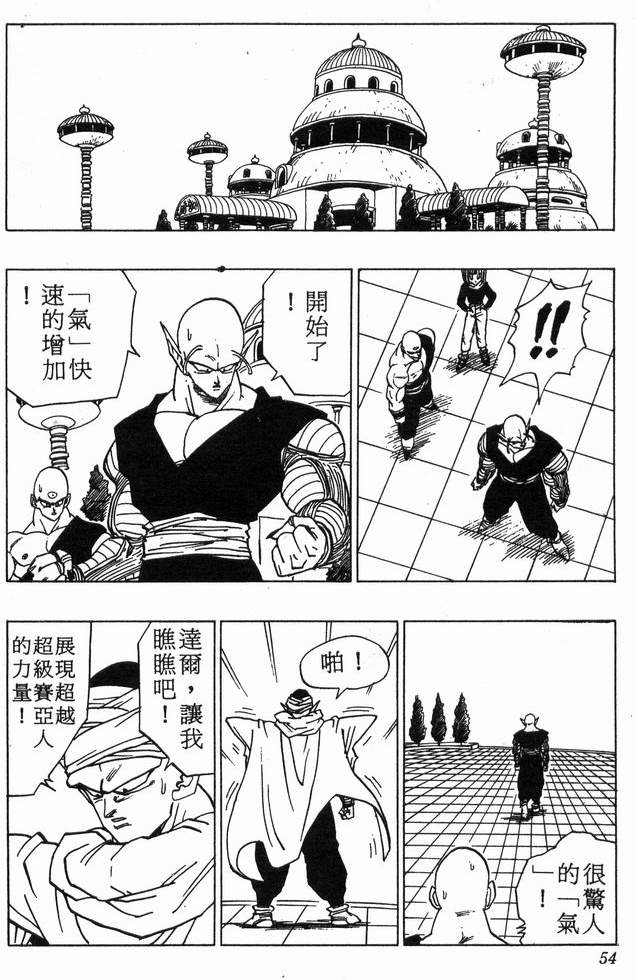 !!
開始了
！
「氣」快
速的增加
！
很驚人
的「氣
」！
啪！
達爾，讓我
瞧瞧吧！
展現超越
超級賽亞人
的力量！
54